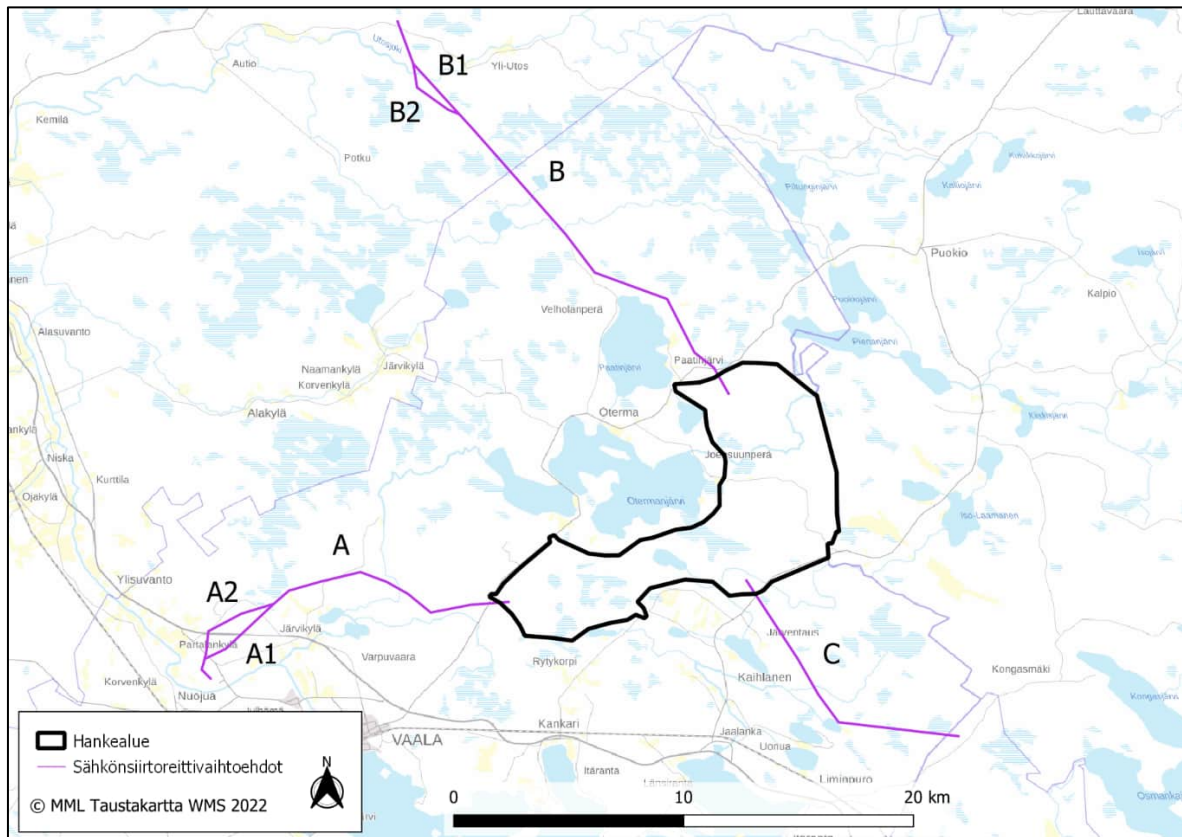 Lauttavaara
Utosjoki
B1
Yli-Utos
Autio
B2
Kemilä
Potku
B
Puokio
Kalpio
Alasuvanto
Velholanperä
Naamankylä
Järvikylä
Korvenkylä
Paatinjärvi
Paatinjärvi
Alakylä
Oterma
Niska
Kurttila
Joensuunperä
Ojakylä
Otermanjärvi
Iso-Laamanen
A
Ylisuvanto
A2
Järvikylä
A1
Varpuvaara
Rytykorpi
Järventaus
C
Kaihlanen
Kongasmäki
Korvenkylä
Nuojua
VAALA
Kankari
Jaalanka
Uonua
Itäranta
Liminpuro
Hankealue
Sähkönsiirtoreittivaihtoehdot
N
© MML Taustakartta WMS 2022
0 10 20 km